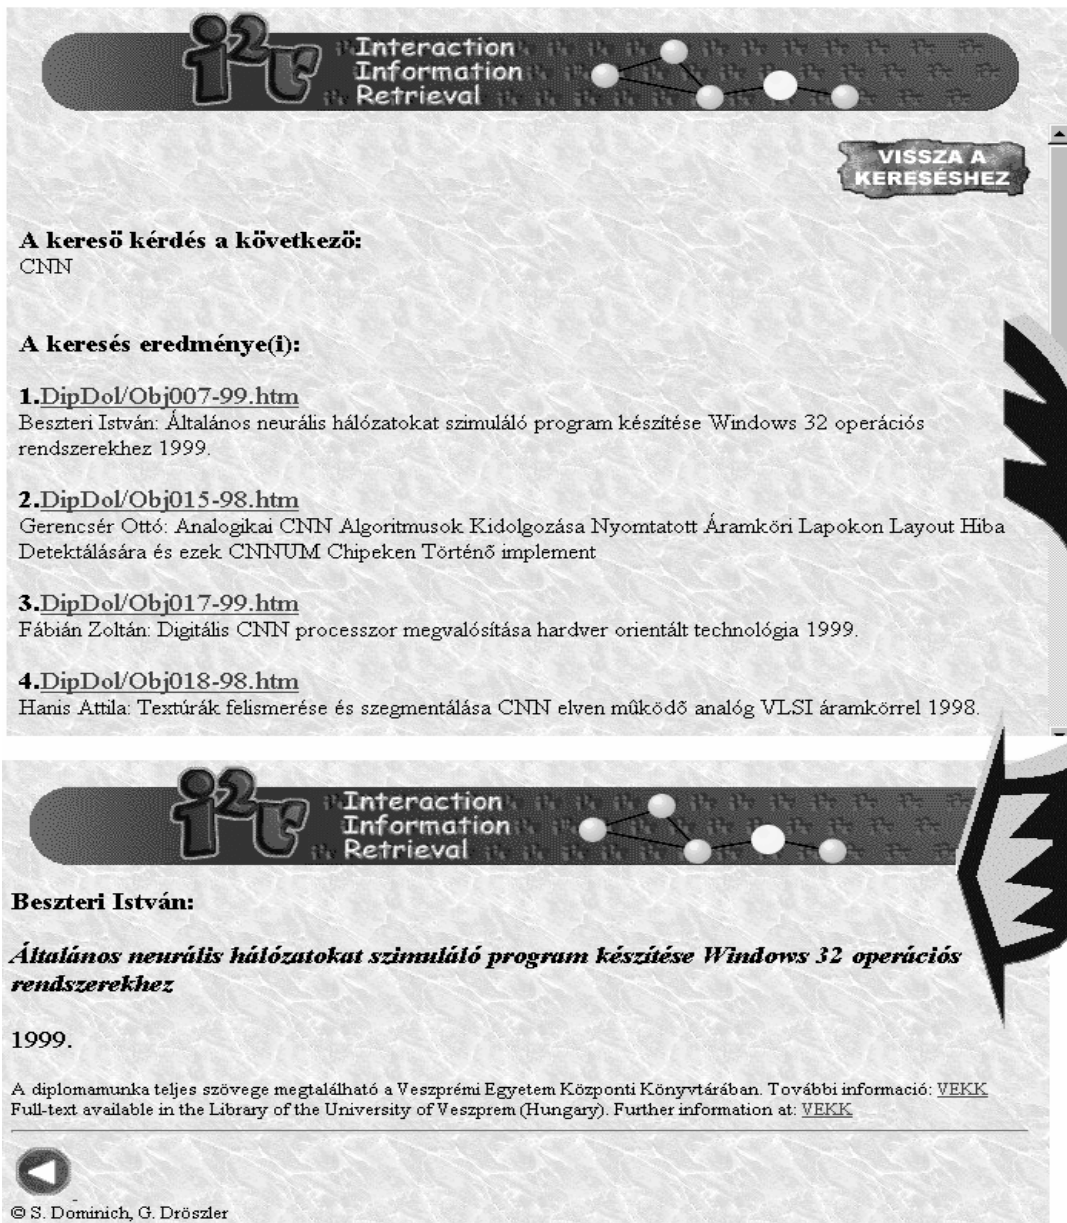 i2r
Interaction
Information
Retrieval
VISSZA A
KERESÉSHEZ
A keresö kérdés a következö:
CNN
A keresés eredménye(i):
1.DipDol/Obj007-99.htm
Beszteri István: Általános neurális hálózatokat szimuláló program készítése Windows 32 operációs
rendszerekhez 1999.
2.DipDol/Obj015-98.htm
Gerencsér Ottó: Analogikai CNN Algoritmusok Kidolgozása Nyomtatott Áramköri Lapokon Layout Hiba
Detektálására és ezek CNNUM Chipeken Történõ implement
3.DipDol/Obj017-99.htm
Fábián Zoltán: Digitális CNN processzor megvalósítása hardver orientált technológia 1999.
4.DipDol/Obj018-98.htm
Hanis Attila: Textúrák felismerése és szegmentálása CNN elven mûködõ analóg VLSI áramkörrel 1998.
i2r
Interaction
Information
Retrieval
Beszteri István:
Általános neurális hálózatokat szimuláló program készítése Windows 32 operációs
rendszerekhez
1999.
A diplomamunka teljes szövege megtalálható a Veszprémi Egyetem Központi Könyvtárában. További információ: VEKK
Full-text available in the Library of the University of Veszprem (Hungary). Further information at: VEKK
© S. Dominich, G. Dröszler